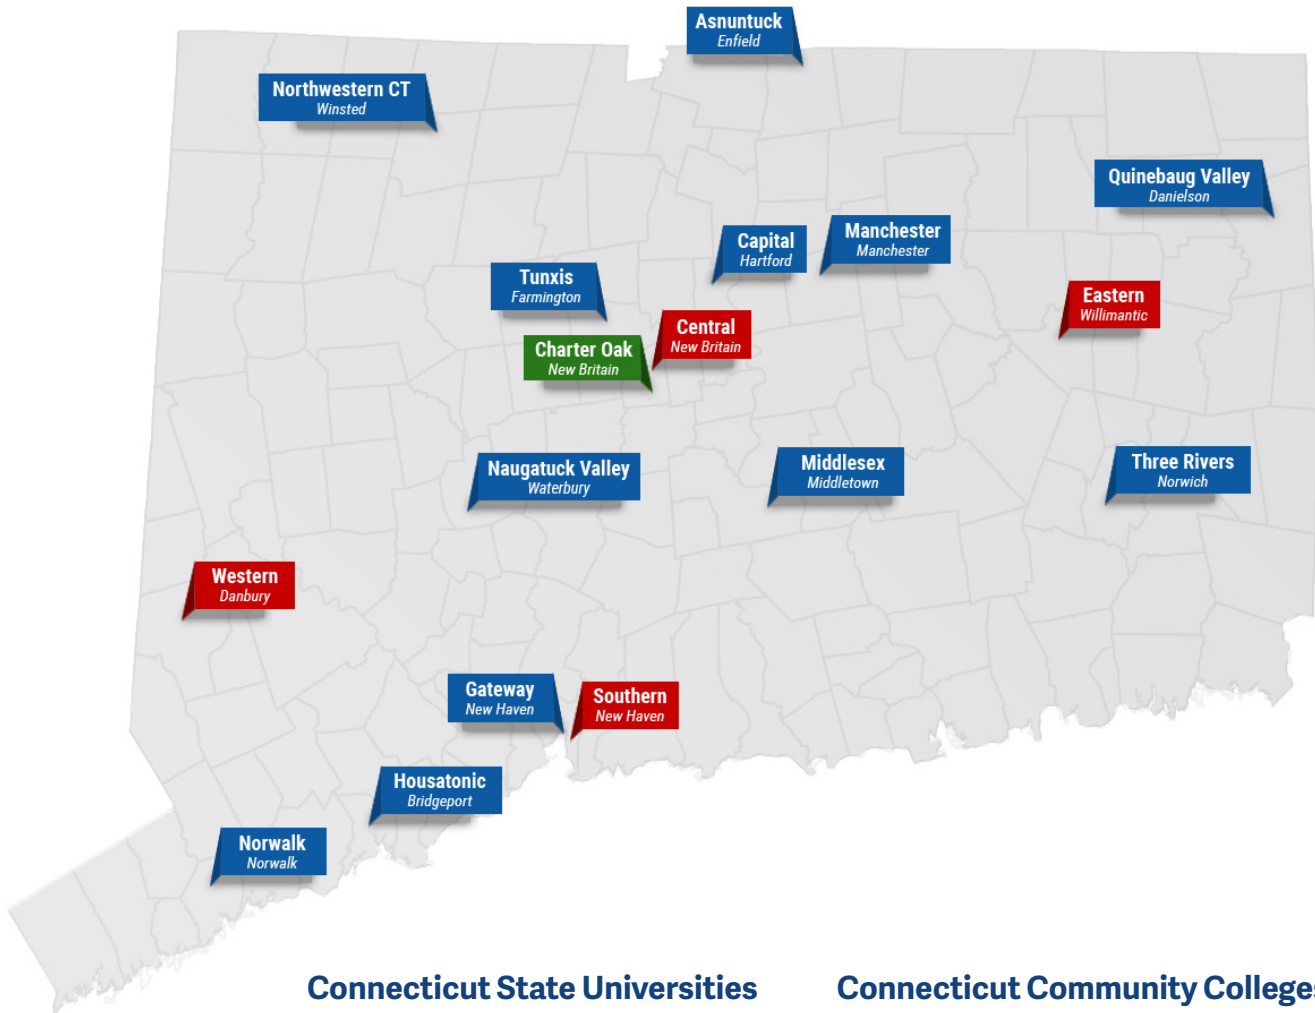 Asnuntuck
Enfield
Northwestern CT
Winsted
Quinebaug Valley
Danielson
Capital
Hartford
Manchester
Manchester
Tunxis
Farmington
Eastern
Willimantic
Central
New Britain
Charter Oak
New Britain
Naugatuck Valley
Waterbury
Middlesex
Middletown
Three Rivers
Norwich
Western
Danbury
Gateway
New Haven
Southern
New Haven
Housatonic
Bridgeport
Norwalk
Norwalk
Connecticut State Universities
Connecticut Community Colleges